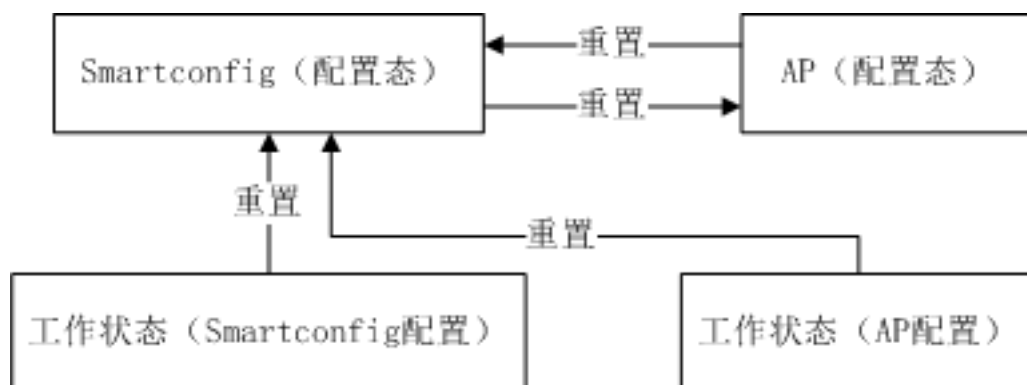 Smartconfig（配置态）
重置
AP（配置态）
重置
重置
重置
工作状态（Smartconfig配置）
工作状态（AP配置）